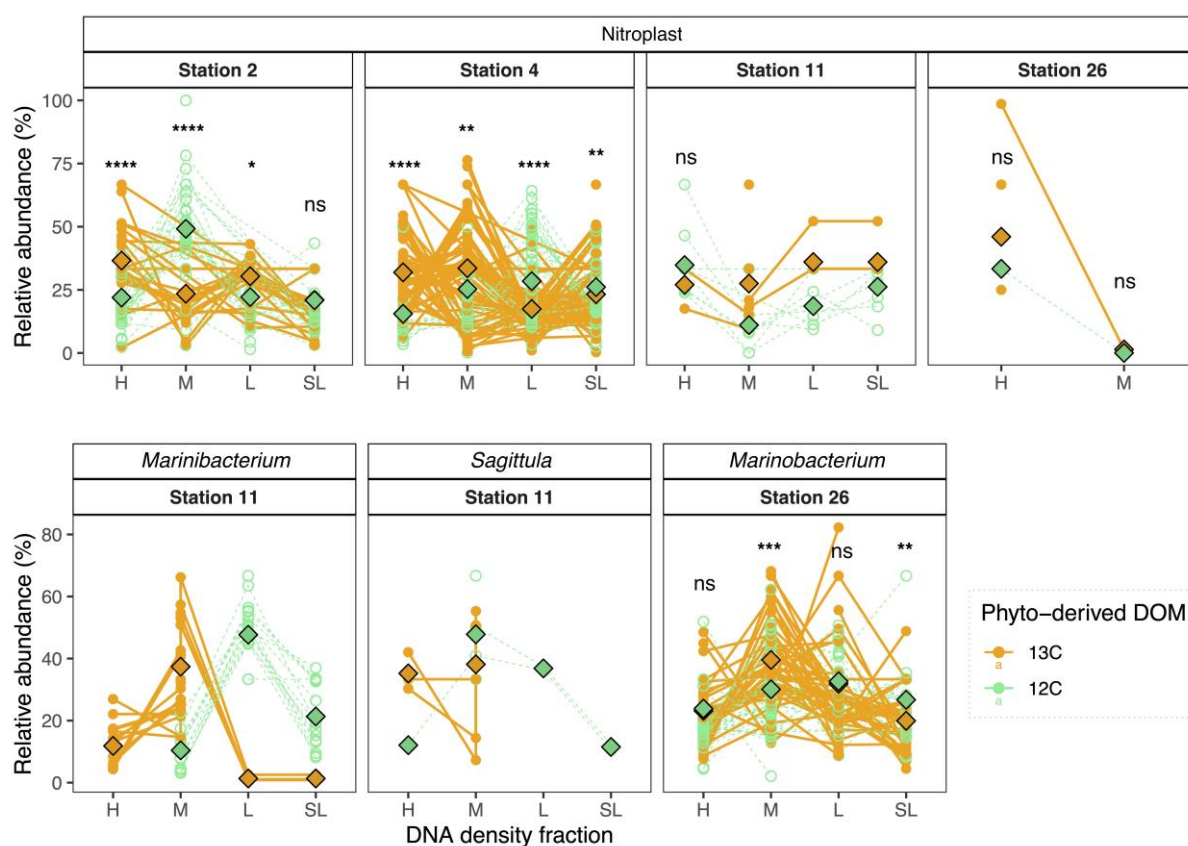 Nitroplast
Station 2 Station 4 Station 11 Station 26
Relative abundance (%)
100
75
50
25
0
**** **** * ns
**** ** **** **
ns
ns ns
H M L SL H M L SL H M L SL H M
Marinibacterium Sagittula Marinobacterium
Station 11 Station 11 Station 26
Relative abundance (%)
80
60
40
20
0
ns *** ns **
H M L SL H M L SL H M L SL
DNA density fraction
Phyto-derived DOM
13C
a
12C
a